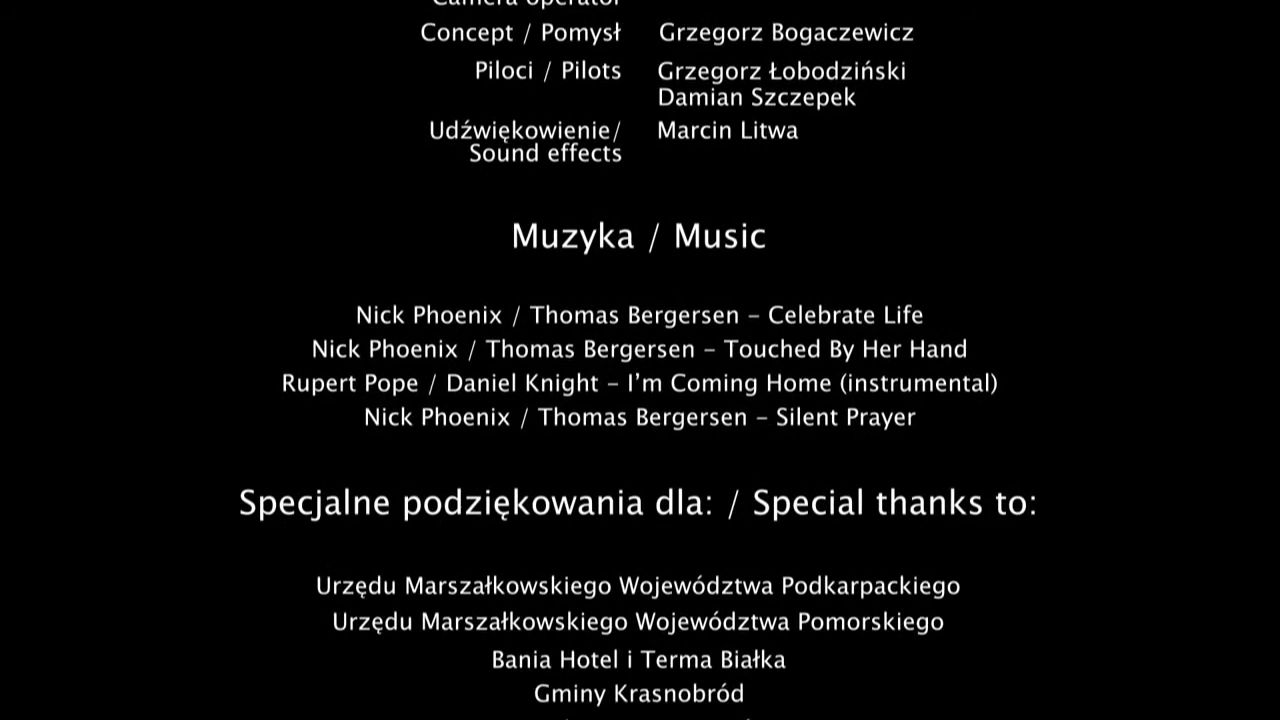 Camera operator
Concept / Pomysł Grzegorz Bogaczewicz
Piloci / Pilots Grzegorz Łobodziński
Damian Szczepek
Udźwiękowienie/ Marcin Litwa
Sound effects
Muzyka / Music
Nick Phoenix / Thomas Bergersen – Celebrate Life
Nick Phoenix / Thomas Bergersen – Touched By Her Hand
Rupert Pope / Daniel Knight – I’m Coming Home (instrumental)
Nick Phoenix / Thomas Bergersen – Silent Prayer
Specjalne podziękowania dla: / Special thanks to:
Urzędu Marszałkowskiego Województwa Podkarpackiego
Urzędu Marszałkowskiego Województwa Pomorskiego
Bania Hotel i Terma Białka
Gminy Krasnobród